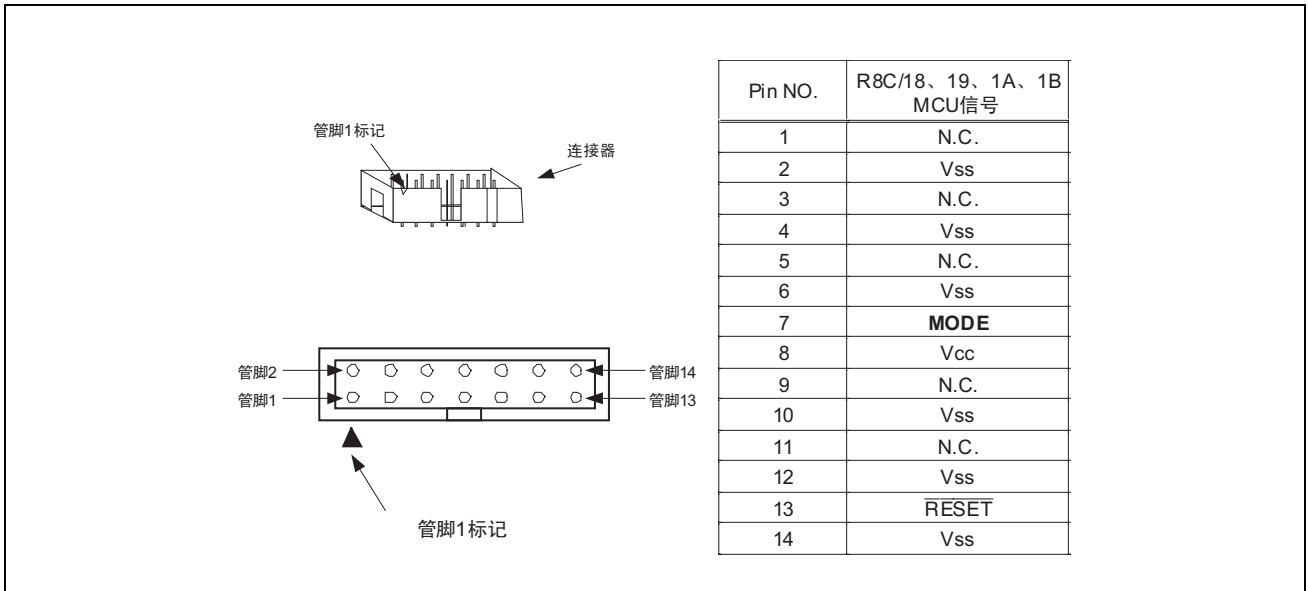 管脚1标记
连接器
管脚2
管脚14
管脚1
管脚13
管脚1标记
Pin NO. R8C/18、19、1A、1B
MCU信号
1 N.C.
2 Vss
3 N.C.
4 Vss
5 N.C.
6 Vss
7 MODE
8 Vcc
9 N.C.
10 Vss
11 N.C.
12 Vss
13 R̅E̅S̅E̅T̅
14 Vss